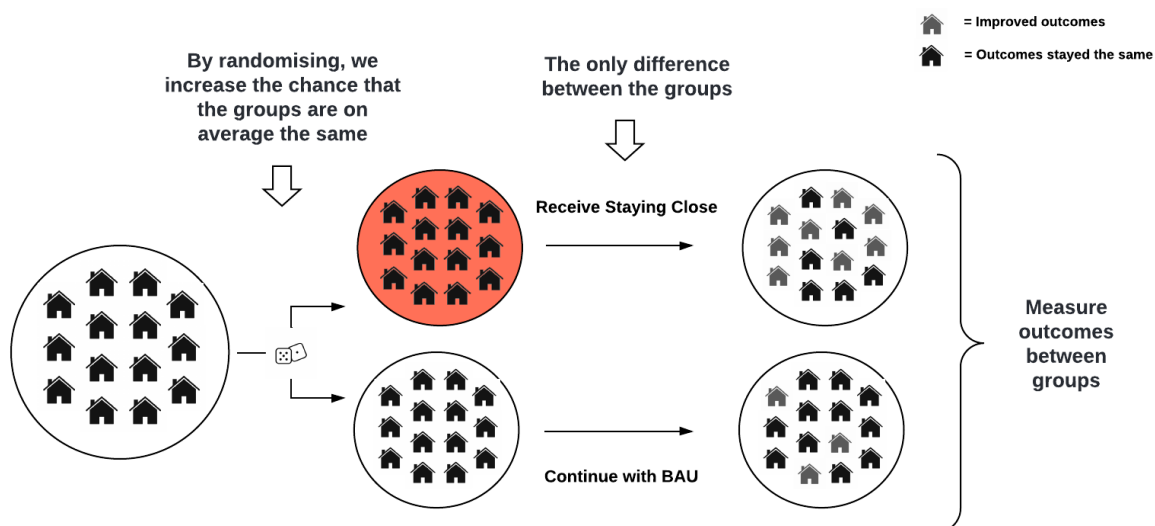 = Improved outcomes
= Outcomes stayed the same
By randomising, we
increase the chance that
the groups are on
average the same
The only difference
between the groups
Receive Staying Close
Continue with BAU
Measure
outcomes
between
groups